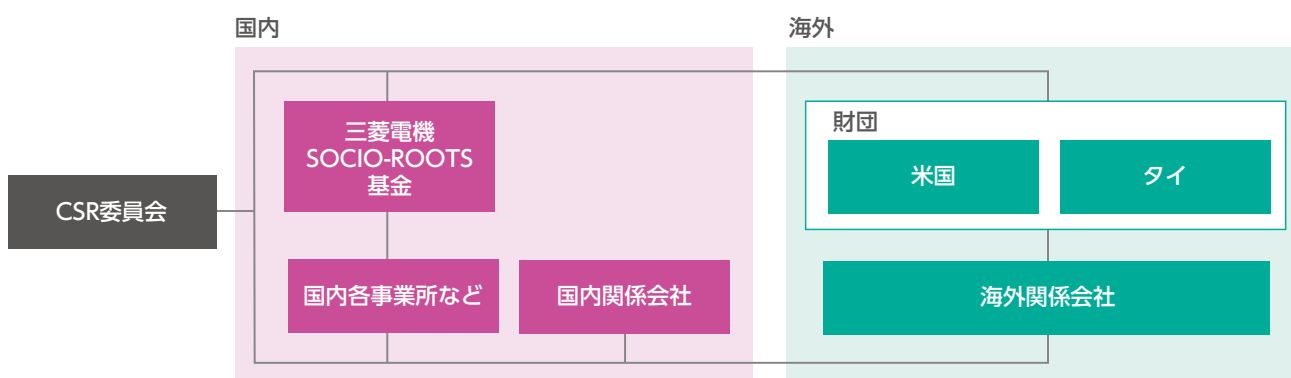 国内
海外
CSR委員会
三菱電機
SOCIO-ROOTS
基金
国内各事業所など
国内関係会社
財団
米国
タイ
海外関係会社